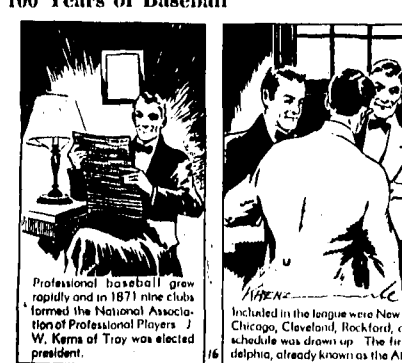 100 Years of Baseball
Professional baseball grew
rapidly and in 1871 nine clubs
formed the National Associa-
tion of Professional Players J.
W. Kerns of Troy was elected
president.
16
Included in the league were New
Chicago, Cleveland, Rockford,
schedule was drawn up. The fir
delphia, already known as the A